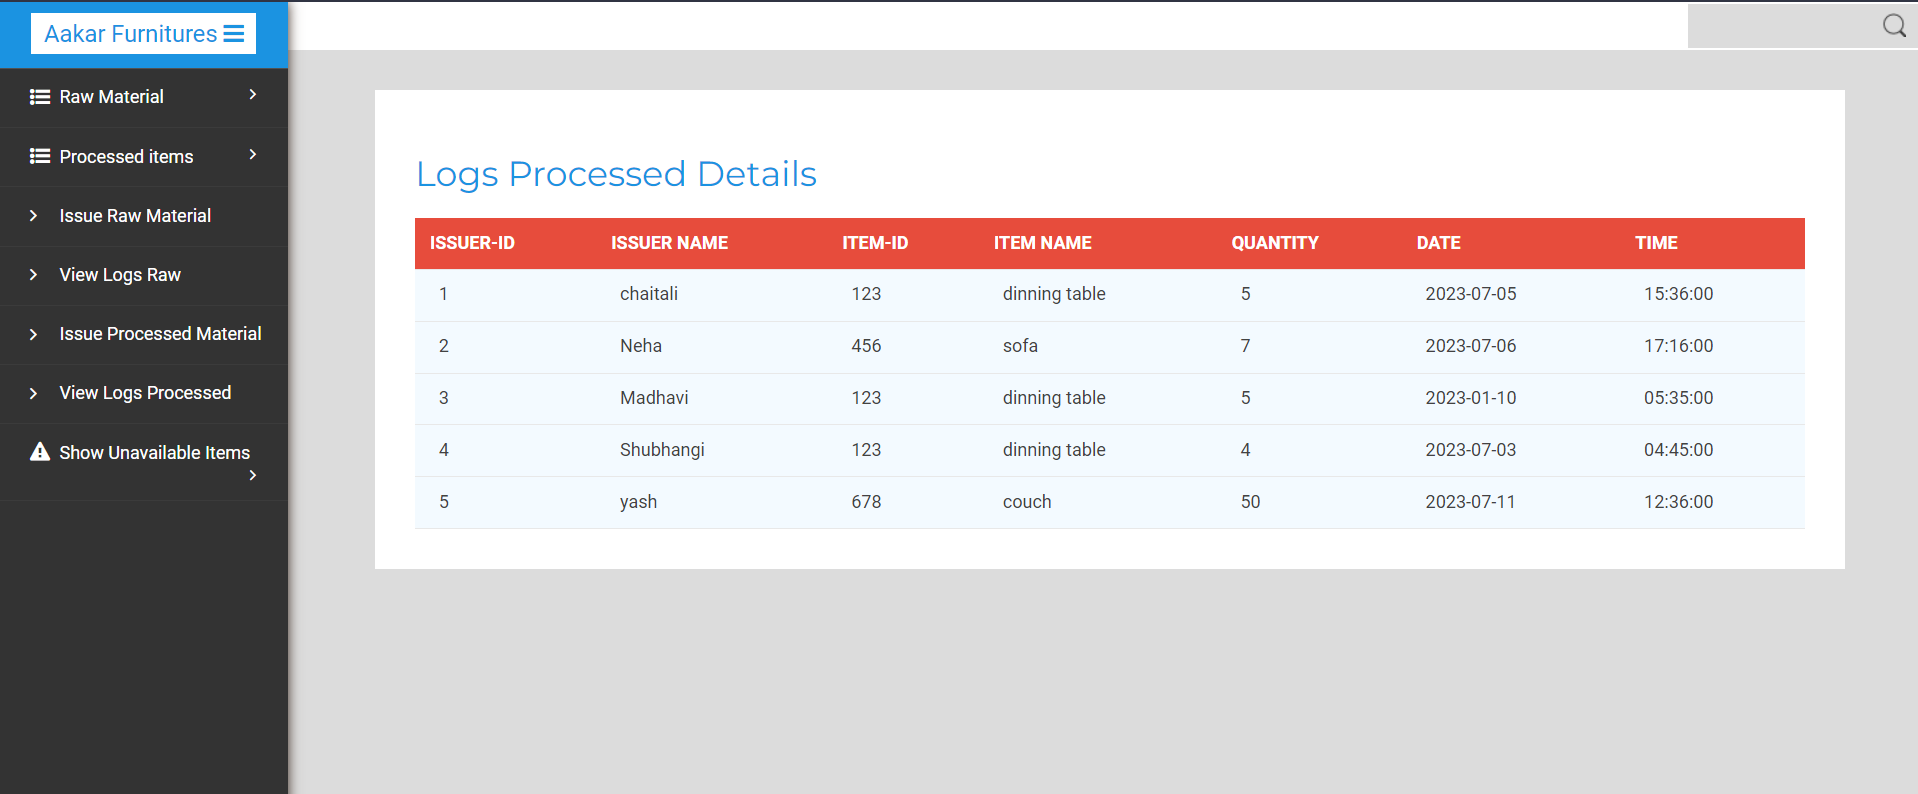 Aakar Furnitures
Raw Material
Processed items
Issue Raw Material
View Logs Raw
Issue Processed Material
View Logs Processed
Show Unavailable Items
Logs Processed Details
ISSUER-ID ISSUER NAME ITEM-ID ITEM NAME QUANTITY DATE TIME
1 chaitali 123 dinning table 5 2023-07-05 15:36:00
2 Neha 456 sofa 7 2023-07-06 17:16:00
3 Madhavi 123 dinning table 5 2023-01-10 05:35:00
4 Shubhangi 123 dinning table 4 2023-07-03 04:45:00
5 yash 678 couch 50 2023-07-11 12:36:00